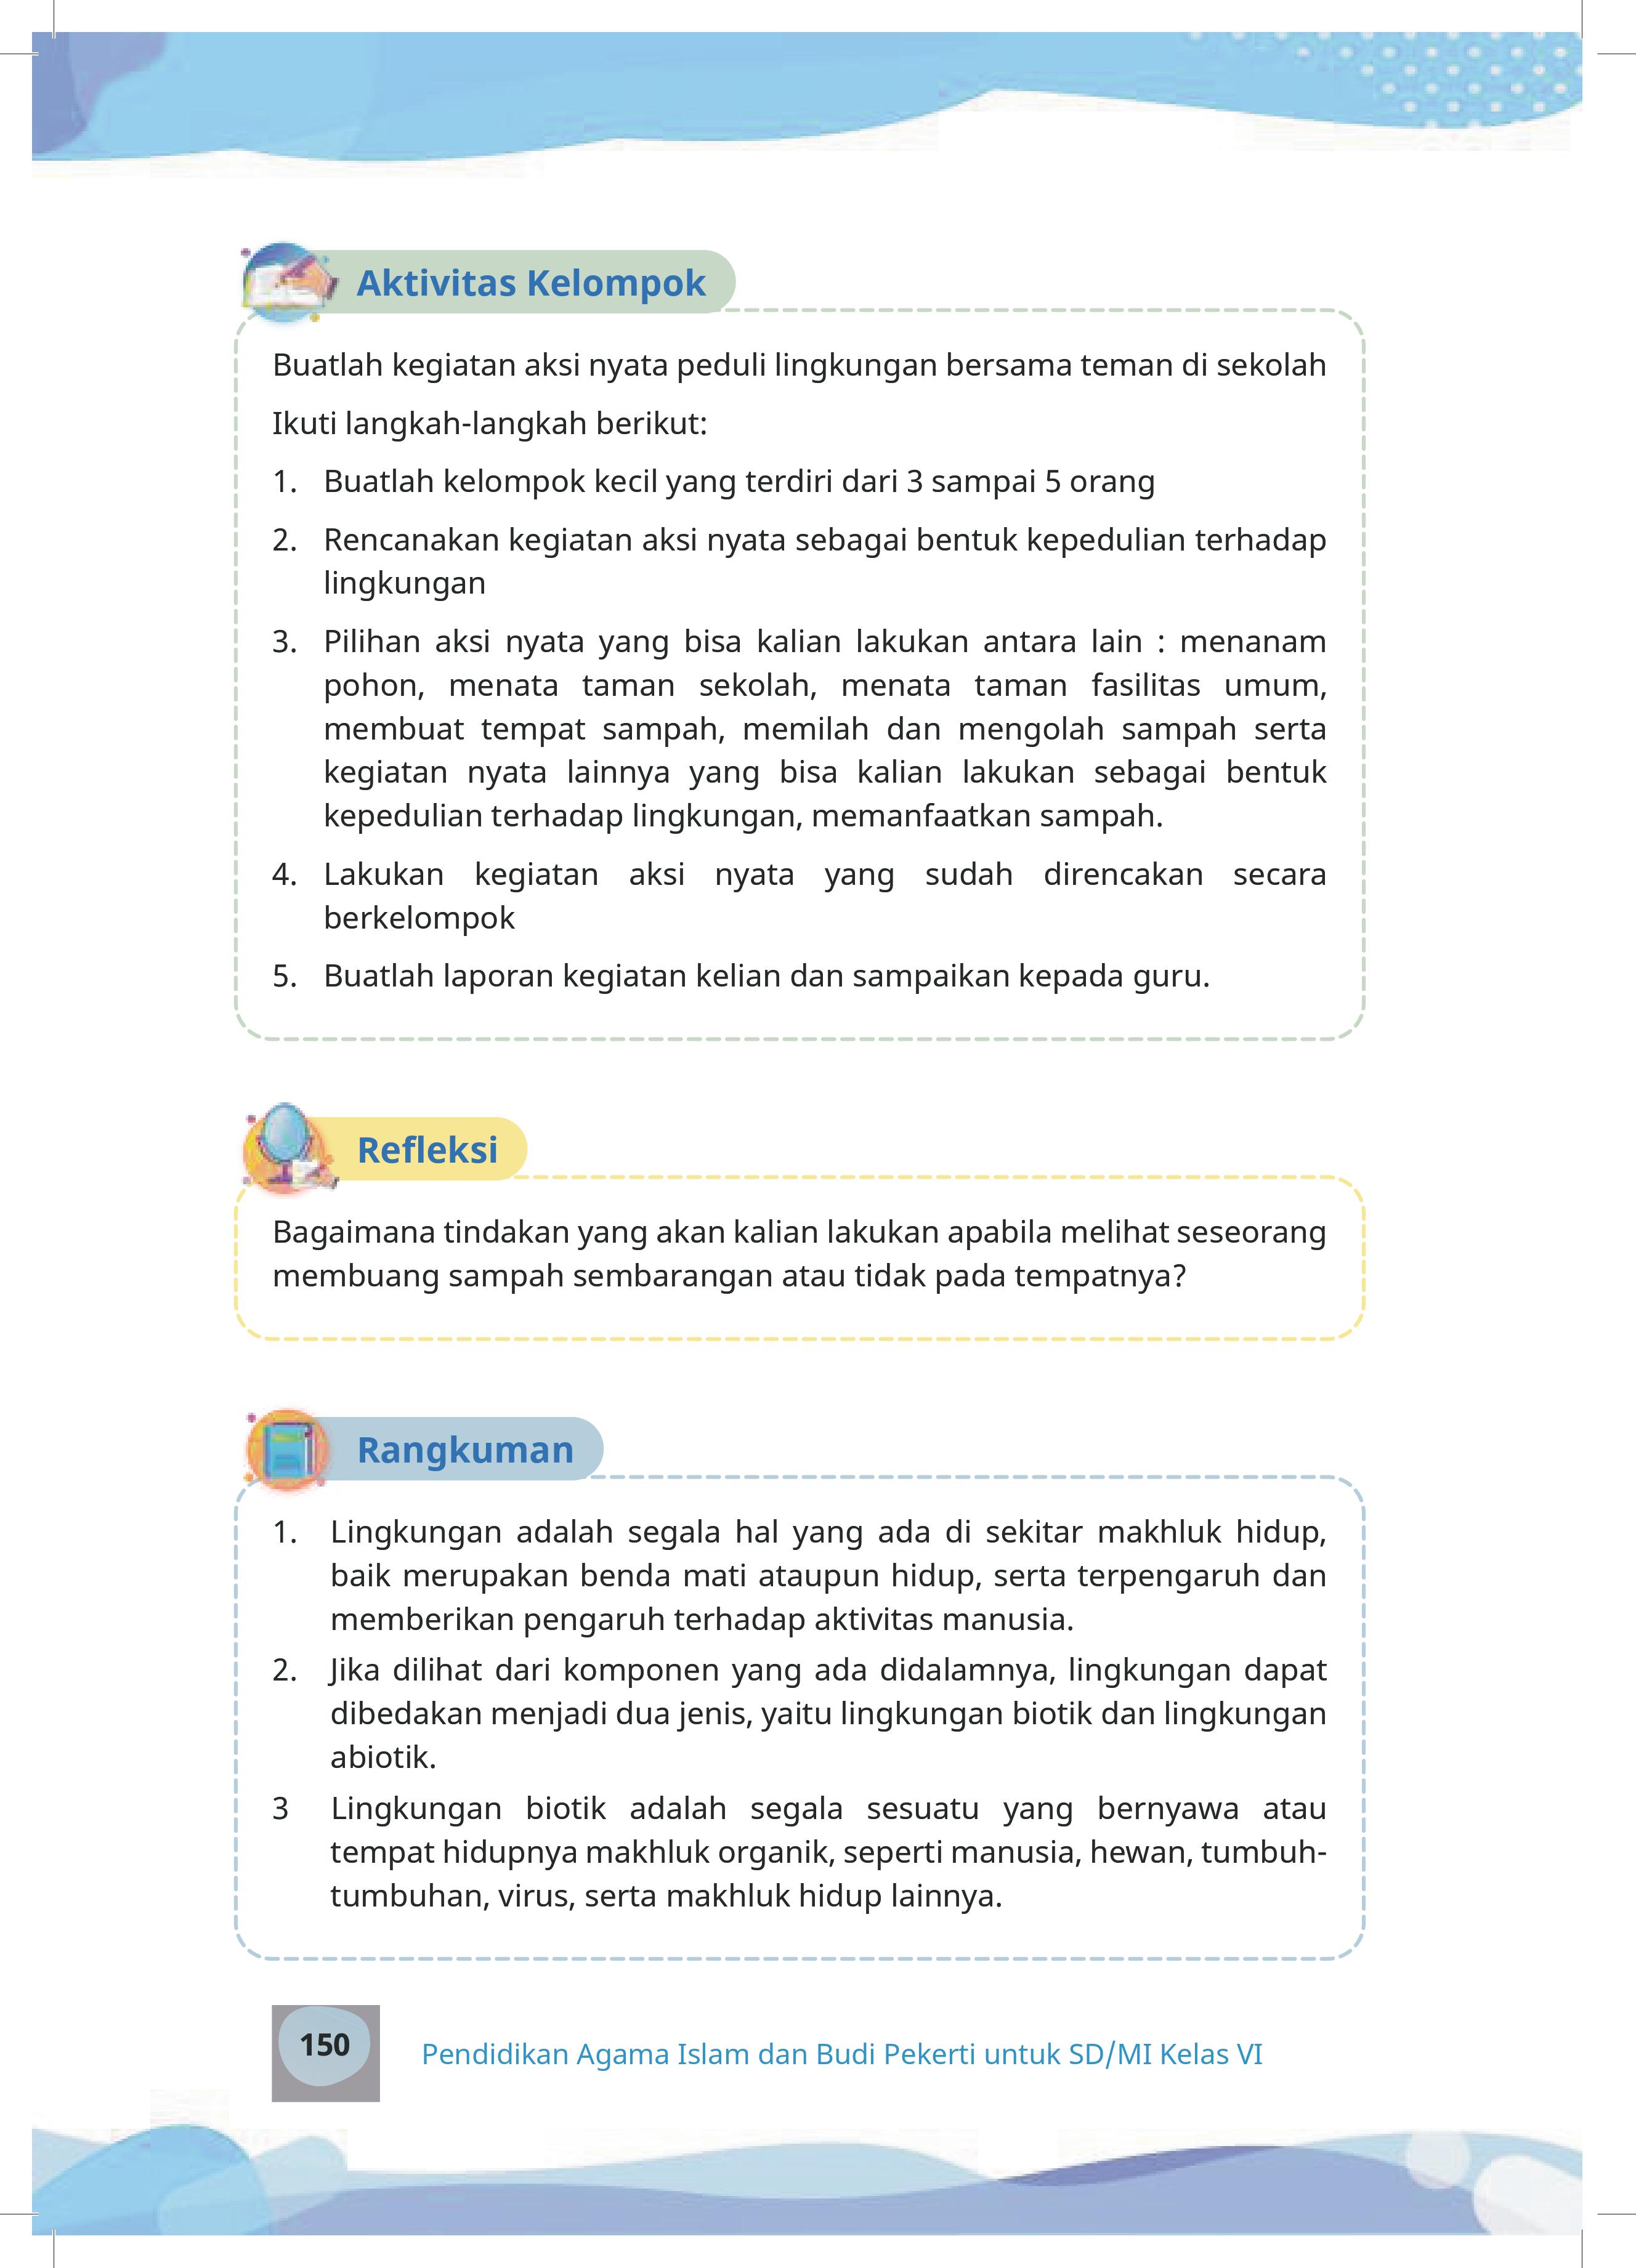 Aktivitas Kelompok
Buatlah kegiatan aksi nyata peduli lingkungan bersama teman di sekolah
Ikuti langkah-langkah berikut:
1. Buatlah kelompok kecil yang terdiri dari 3 sampai 5 orang
2. Rencanakan kegiatan aksi nyata sebagai bentuk kepedulian terhadap
lingkungan
3. Pilihan aksi nyata yang bisa kalian lakukan antara lain : menanam
pohon, menata taman sekolah, menata taman fasilitas umum,
membuat tempat sampah, memilah dan mengolah sampah serta
kegiatan nyata lainnya yang bisa kalian lakukan sebagai bentuk
kepedulian terhadap lingkungan, memanfaatkan sampah.
4. Lakukan kegiatan aksi nyata yang sudah direncakan secara
berkelompok
5. Buatlah laporan kegiatan kelian dan sampaikan kepada guru.
Refleksi
Bagaimana tindakan yang akan kalian lakukan apabila melihat seseorang
membuang sampah sembarangan atau tidak pada tempatnya?
Rangkuman
1. Lingkungan adalah segala hal yang ada di sekitar makhluk hidup,
baik merupakan benda mati ataupun hidup, serta terpengaruh dan
memberikan pengaruh terhadap aktivitas manusia.
2. Jika dilihat dari komponen yang ada didalamnya, lingkungan dapat
dibedakan menjadi dua jenis, yaitu lingkungan biotik dan lingkungan
abiotik.
3 Lingkungan biotik adalah segala sesuatu yang bernyawa atau
tempat hidupnya makhluk organik, seperti manusia, hewan, tumbuh-
tumbuhan, virus, serta makhluk hidup lainnya.
150
Pendidikan Agama Islam dan Budi Pekerti untuk SD/MI Kelas VI